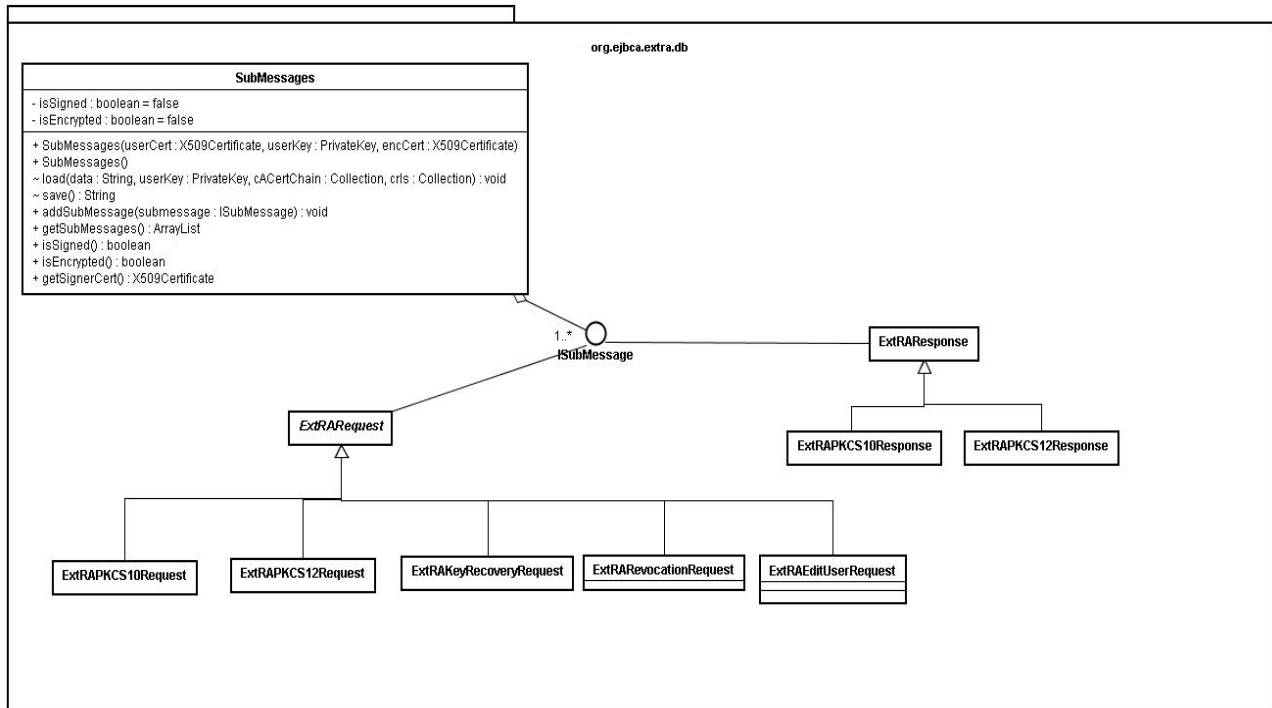 org.ejbca.extra.db
SubMessages
- isSigned : boolean = false
- isEncrypted : boolean = false
+ SubMessages(userCert : X509Certificate, userKey : PrivateKey, encCert : X509Certificate)
+ SubMessages()
~ load(data : String, userKey : PrivateKey, cACertChain : Collection, crls : Collection) : void
~ save() : String
+ addSubMessage(submessage : ISubMessage) : void
+ getSubMessages() : ArrayList
+ isSigned() : boolean
+ isEncrypted() : boolean
+ getSignerCert() : X509Certificate
1..*
ISubMessage
ExtRAResponse
ExtRARequest
ExtRAPKCS10Response
ExtRAPKCS12Response
ExtRAPKCS10Request
ExtRAPKCS12Request
ExtRAKeyRecoveryRequest
ExtRARevocationRequest
ExtRAEditUserRequest